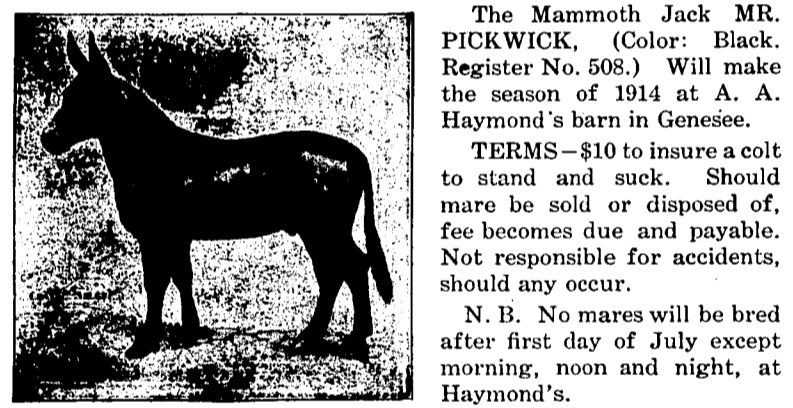 The Mammoth Jack MR.
PICKWICK, (Color: Black.
Register No. 508.) Will make
the season of 1914 at A. A.
Haymond's barn in Genesee.
TERMS—$10 to insure a colt
to stand and suck. Should
mare be sold or disposed of,
fee becomes due and payable.
Not responsible for accidents,
should any occur.
N. B. No mares will be bred
after first day of July except
morning, noon and night, at
Haymond's.